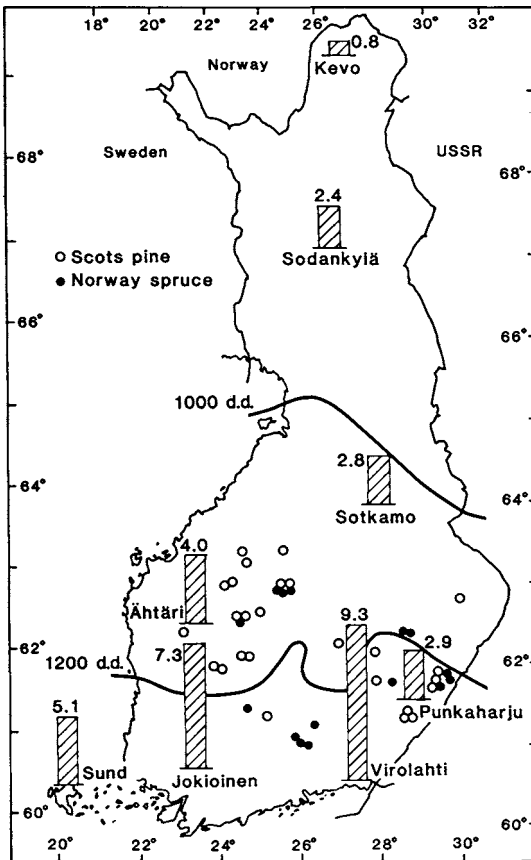 20° 22° 24° 26° 28° 30° 32°
0.8
Norway
Kevo
68°
68°
Sweden
USSR
2.4
Sodankylä
○ Scots pine
● Norway spruce
66°
66°
1000 d.d.
2.8
64°
64°
Sotkamo
4.0
Ähtäri
9.3
62°
62°
7.3
2.9
1200 d.d.
5.1
Punkaharju
Sund
Jokioinen
Virolahti
60°
60°
20° 22° 24° 26° 28° 30°